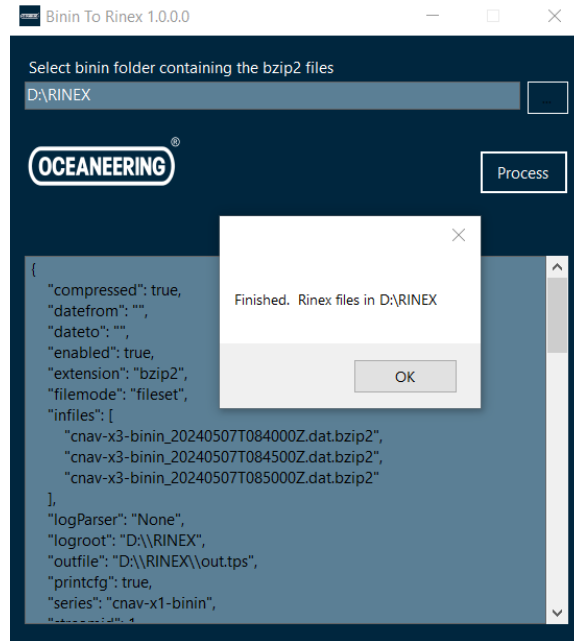 Binin To Rinex 1.0.0.0
Select binin folder containing the bzip2 files
D:\RINEX
OCEANEERING®
Process
Finished.  Rinex files in D:\RINEX
OK
{
"compressed": true,
"datefrom": "",
"dateto": "",
"enabled": true,
"extension": "bzip2",
"filemode": "fileset",
"infiles": [
"cnav-x3-binin_20240507T084000Z.dat.bzip2",
"cnav-x3-binin_20240507T084500Z.dat.bzip2",
"cnav-x3-binin_20240507T085000Z.dat.bzip2"
],
"logParser": "None",
"logroot": "D:\\RINEX",
"outfile": "D:\\RINEX\\out.tps",
"printcfg": true,
"series": "cnav-x1-binin",